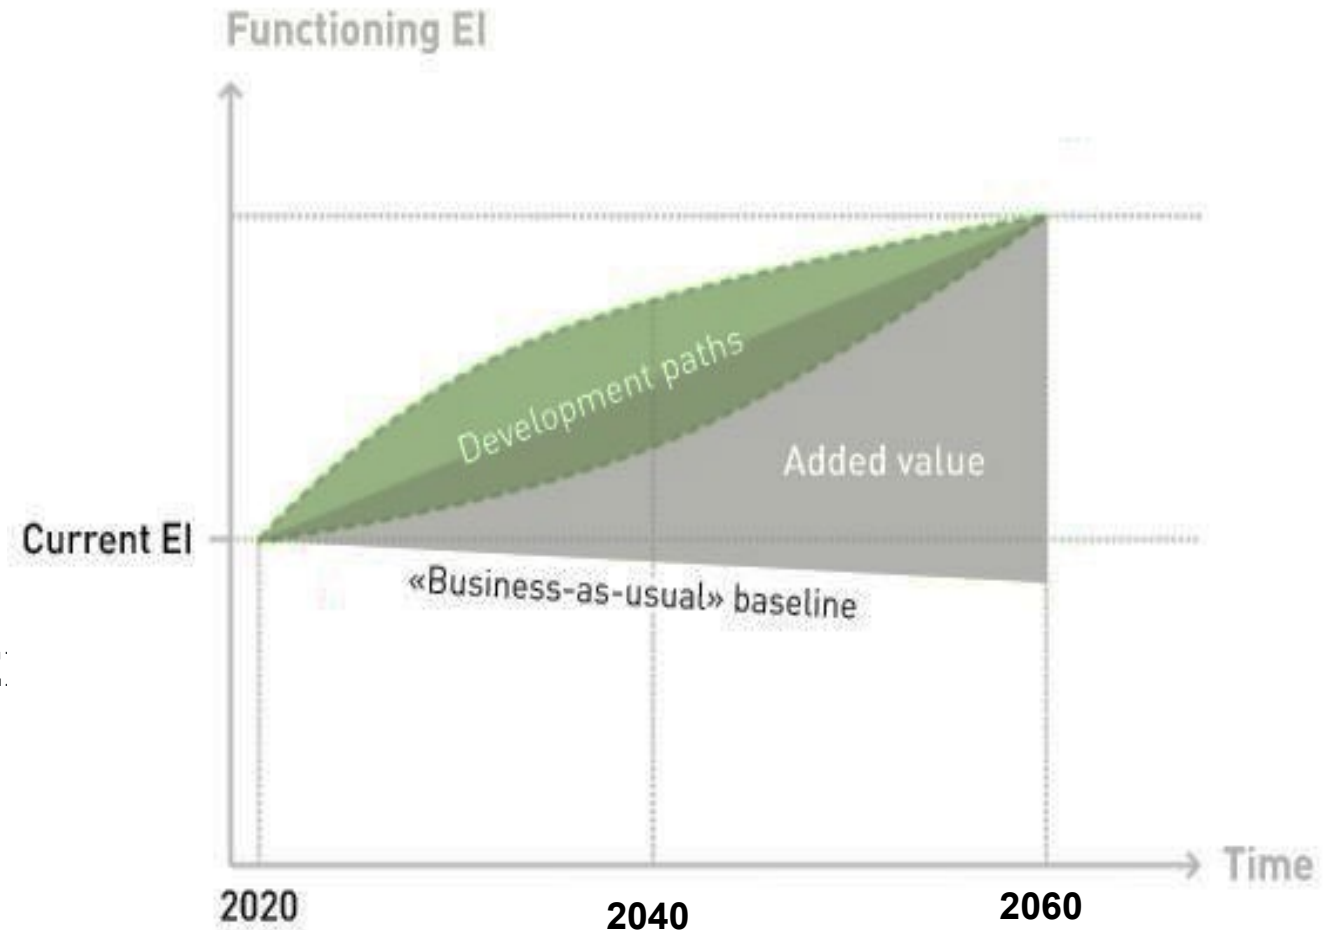 Functioning EI
Development paths
Added value
Current EI
«Business-as-usual» baseline
Time
2020
2040
2060